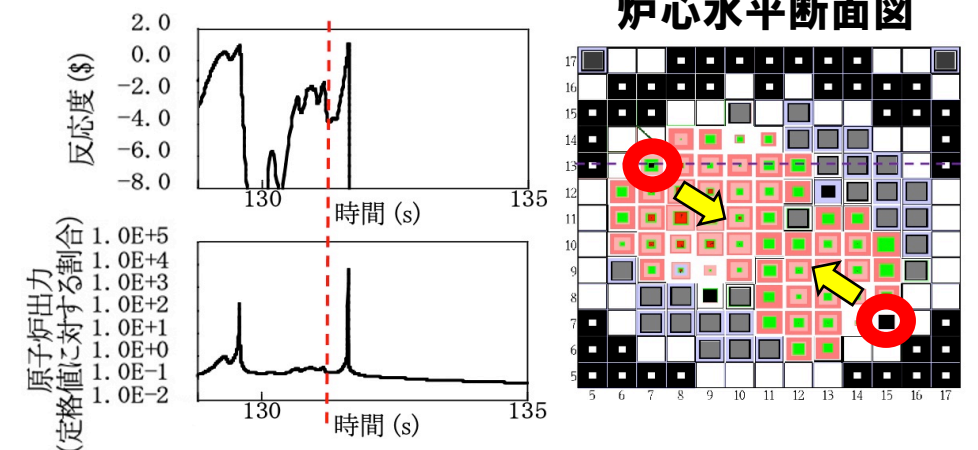 炉心水平断面図
反応度 ($)
2.0
0.0
-2.0
-4.0
-6.0
-8.0
130
135
時間 (s)
原子炉出力
(定格値に対する割合)
1.0E+5
1.0E+4
1.0E+3
1.0E+2
1.0E+1
1.0E+0
1.0E-1
1.0E-2
130
135
時間 (s)
17
16
15
14
13
12
11
10
9
8
7
6
5
5 6 7 8 9 10 11 12 13 14 15 16 17